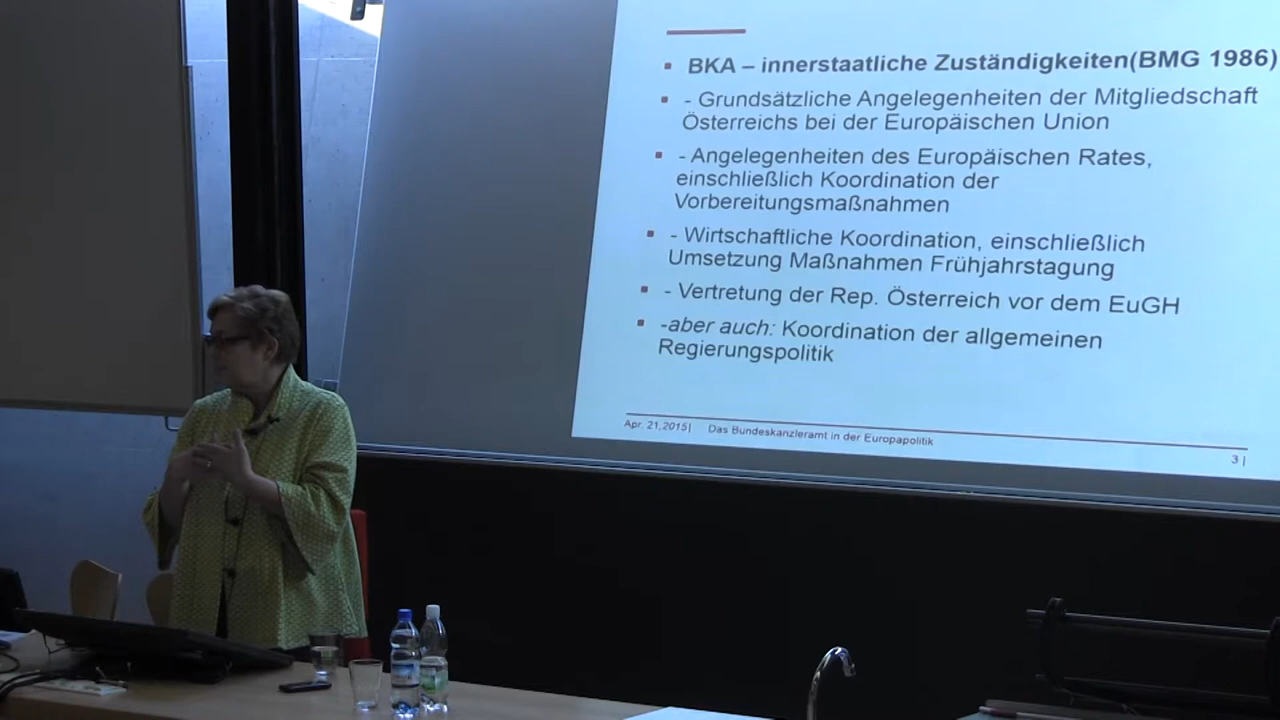 BKA – innerstaatliche Zuständigkeiten(BMG 1986)
- Grundsätzliche Angelegenheiten der Mitgliedschaft
Österreichs bei der Europäischen Union
- Angelegenheiten des Europäischen Rates,
einschließlich Koordination der
Vorbereitungsmaßnahmen
- Wirtschaftliche Koordination, einschließlich
Umsetzung Maßnahmen Frühjahrstagung
- Vertretung der Rep. Österreich vor dem EuGH
-aber auch: Koordination der allgemeinen
Regierungspolitik
Apr. 21,2015| Das Bundeskanzleramt in der Europapolitik
3 |